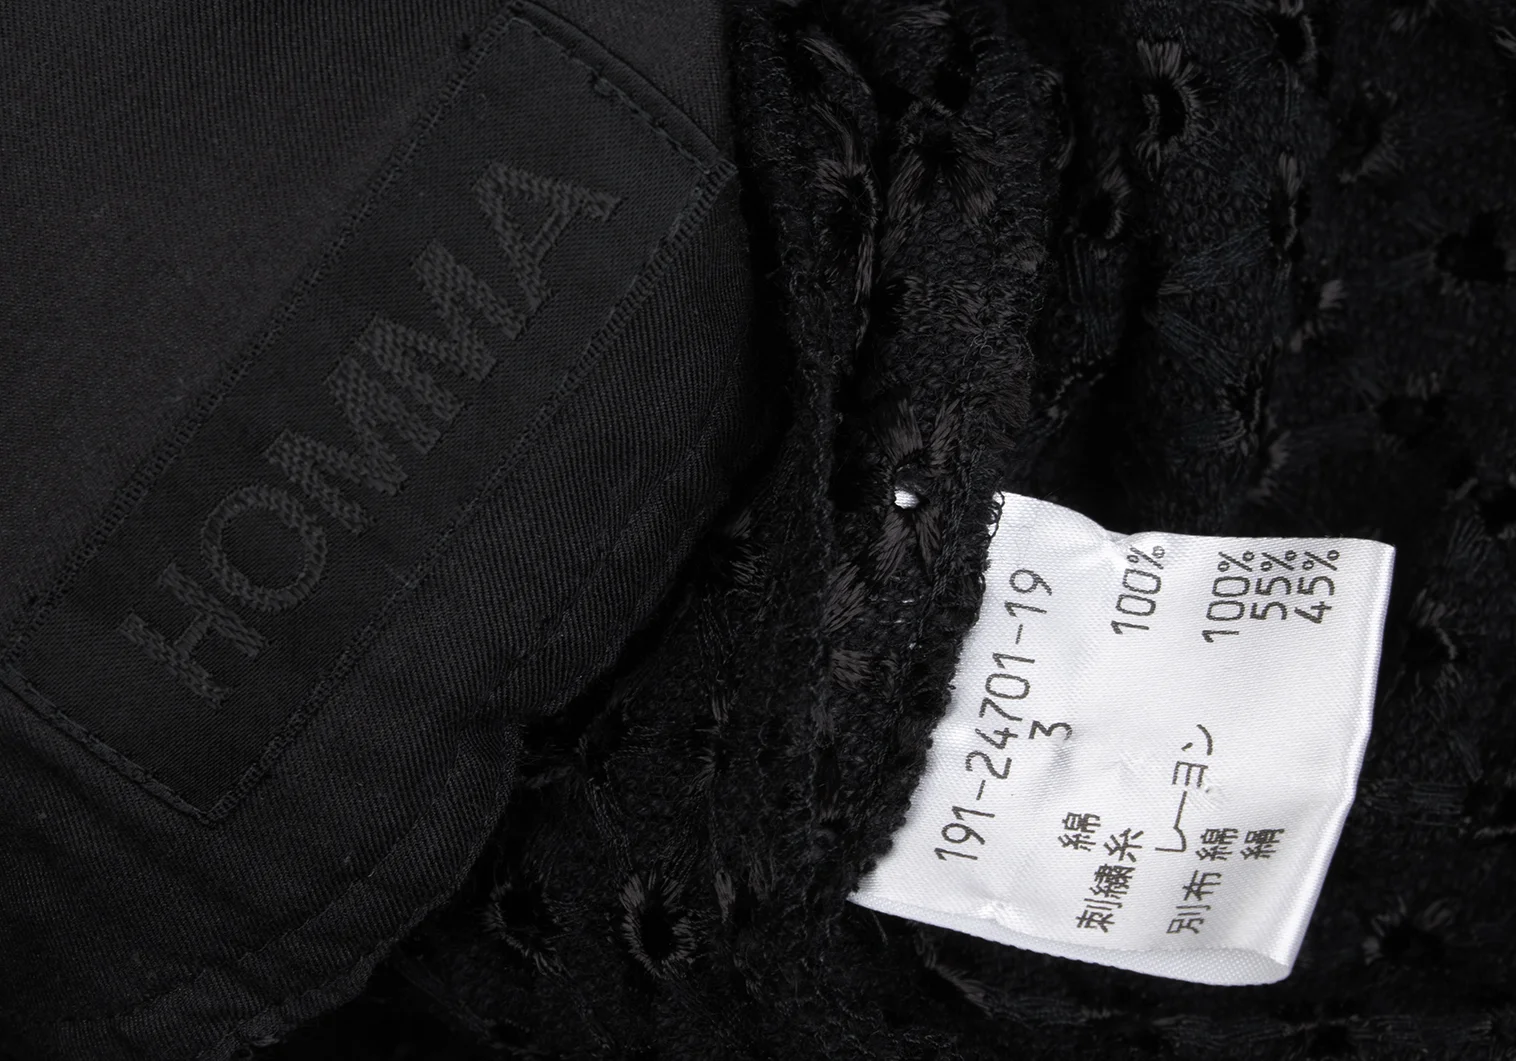 HOMMA
191-24701-19
3
綿 100%
刺繍糸
レーヨン 100%
別布 綿 55%
絹 45%